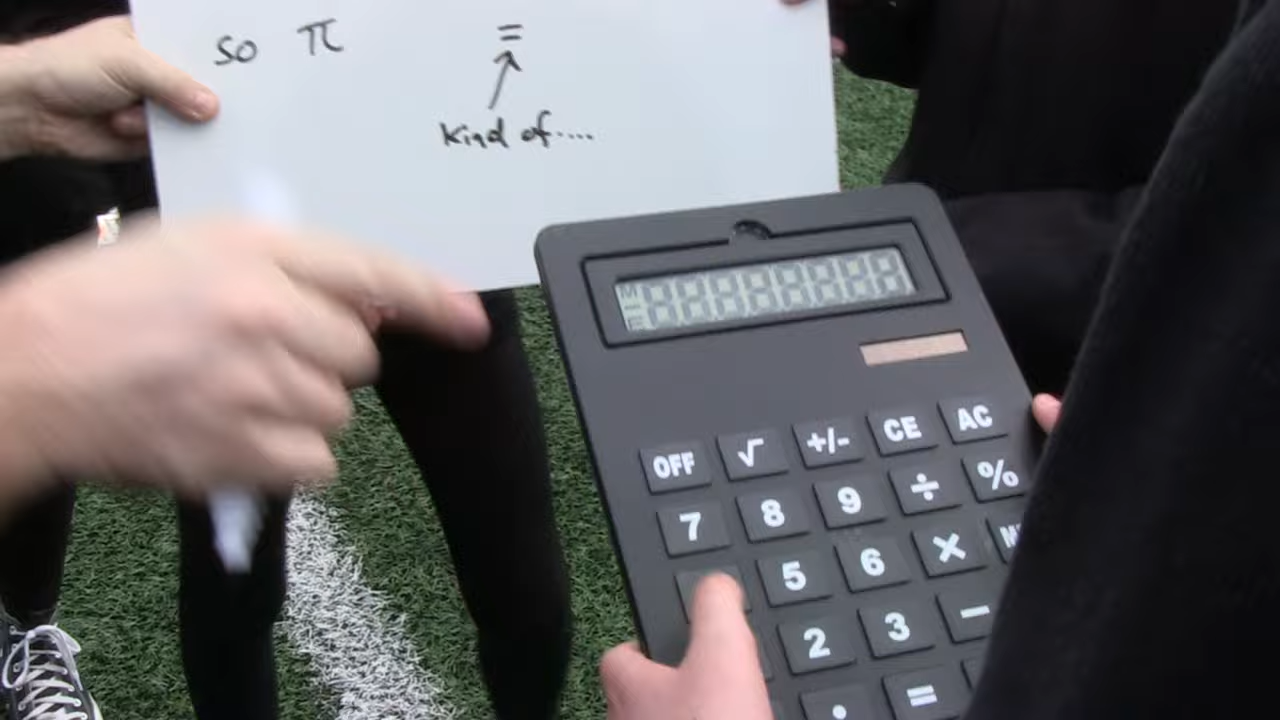 so π =
kind of....
OFF √ +/- CE AC
7 8 9 ÷ %
5 6 ×
2 3 −
. =